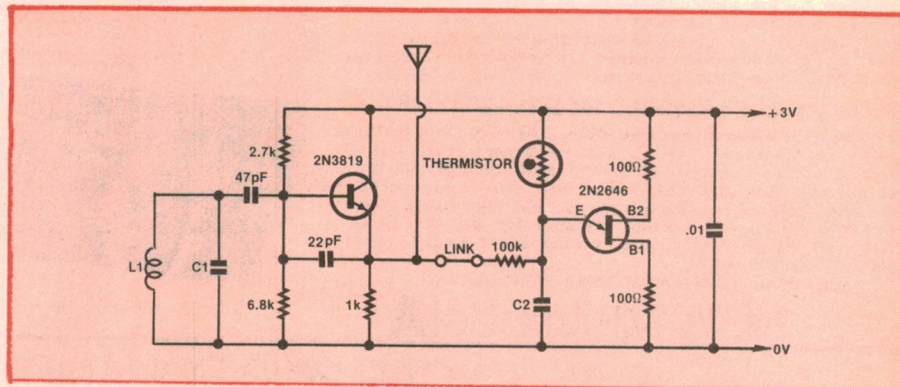 +3V
2.7k
2N3819
THERMISTOR
100Ω
47pF
2N2646
E
B2
.01
B1
22pF
LINK
100k
L1
C1
6.8k
1k
C2
100Ω
0V